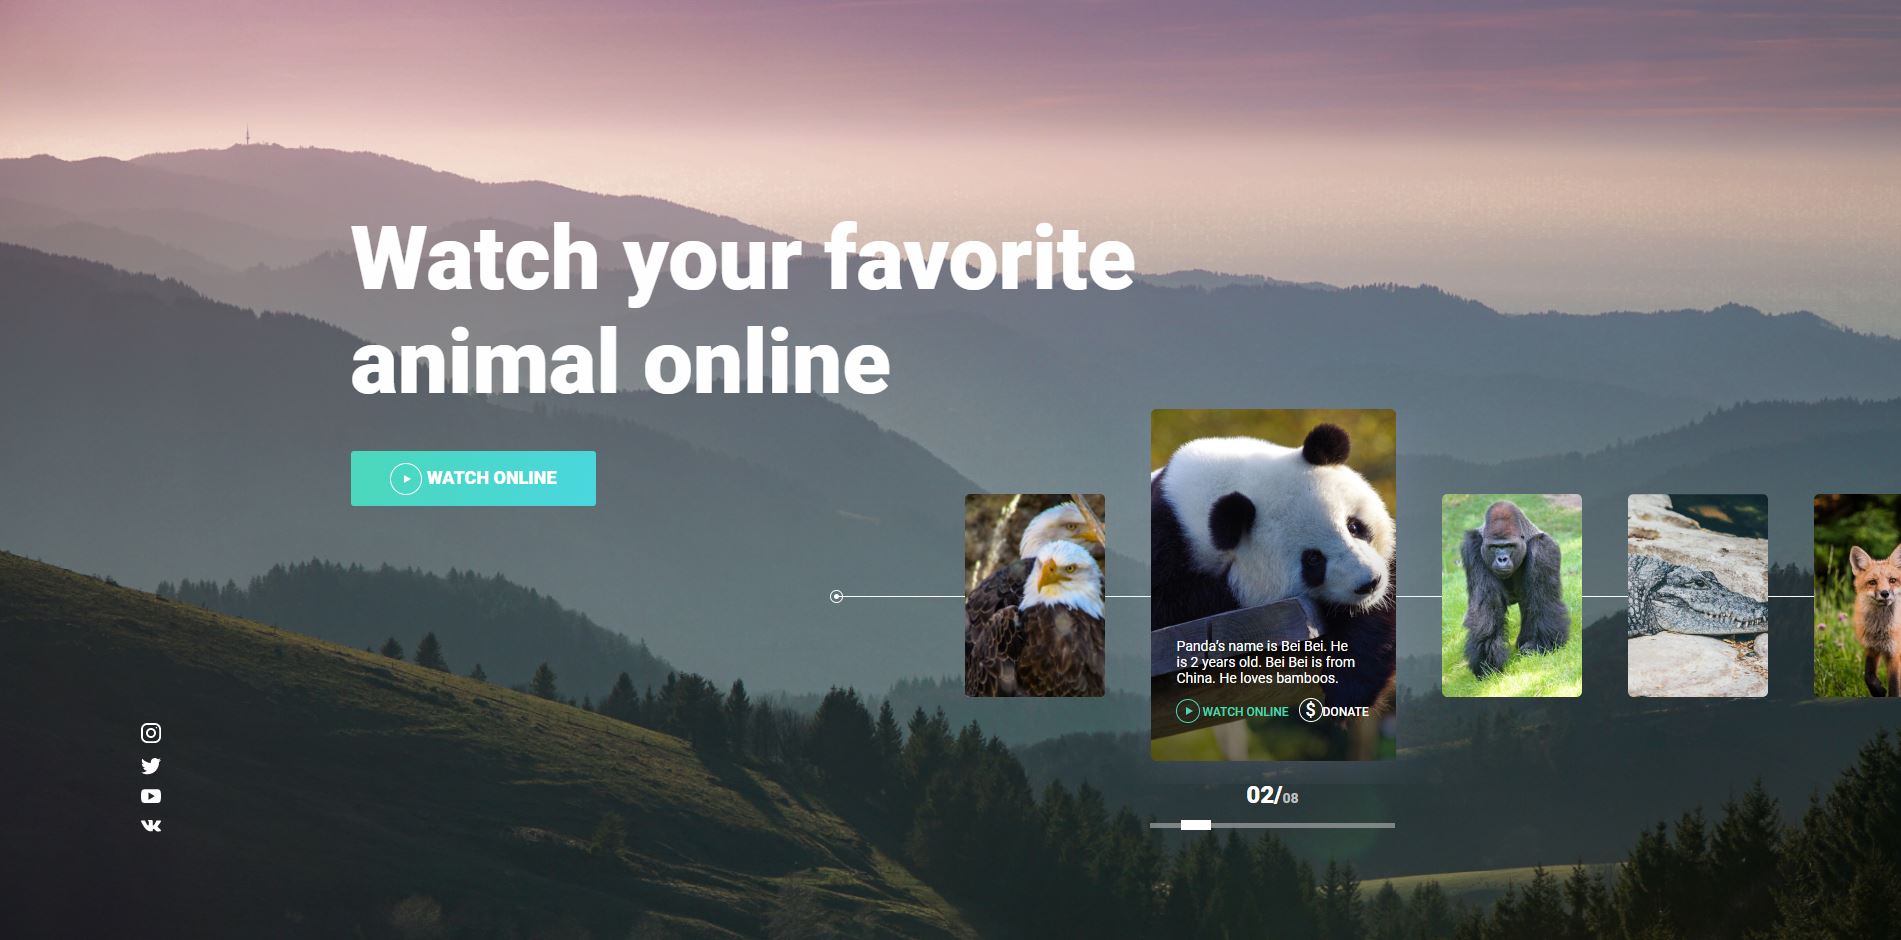 Watch your favorite
animal online
WATCH ONLINE
Panda’s name is Bei Bei. He
is 2 years old. Bei Bei is from
China. He loves bamboos.
WATCH ONLINE $ DONATE
02/08